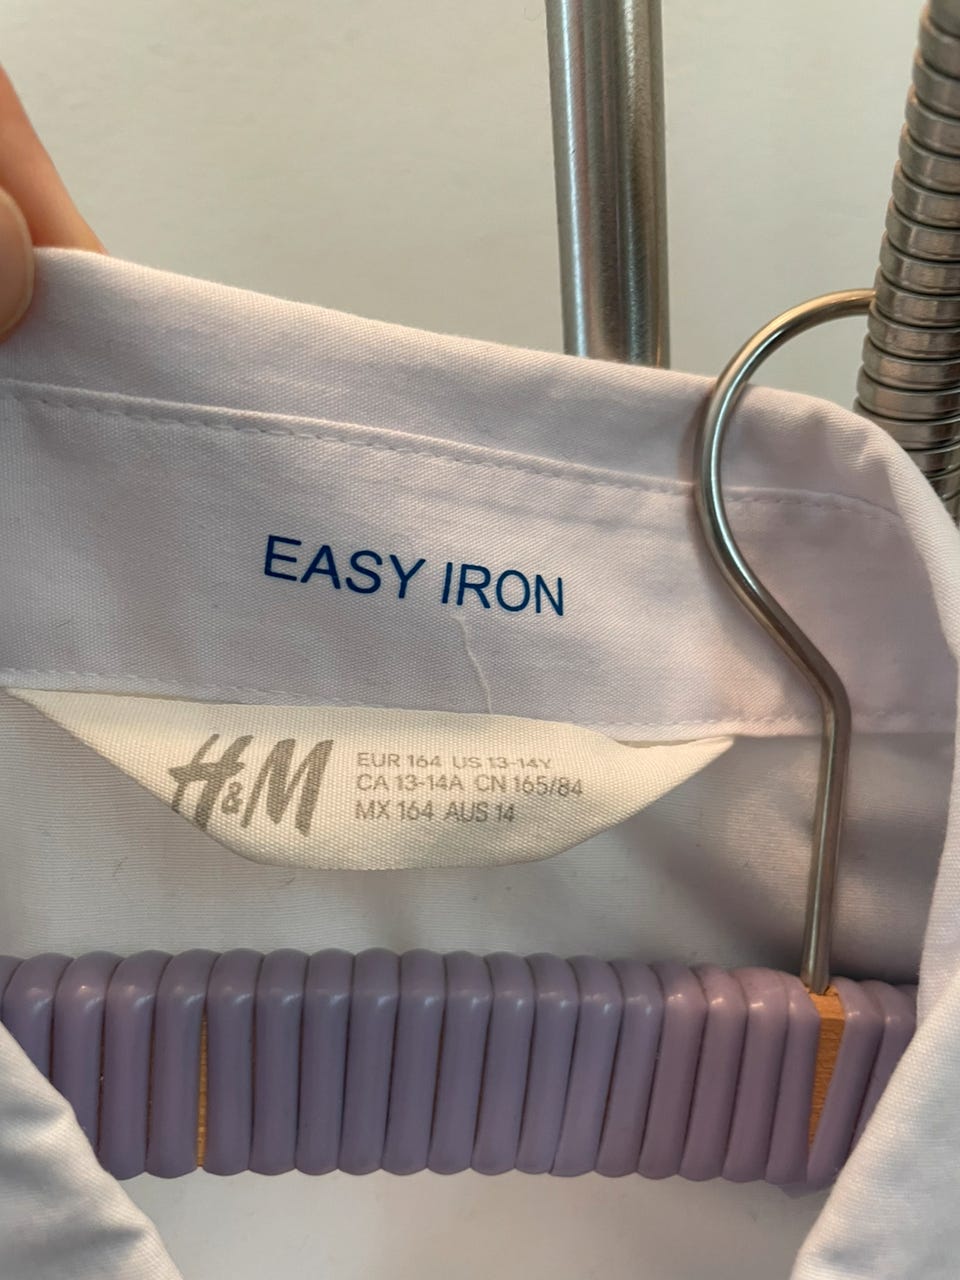 EASY IRON
H&M
EUR 164 US 13-14Y
CA 13-14A CN 165/84
MX 164 AUS 14